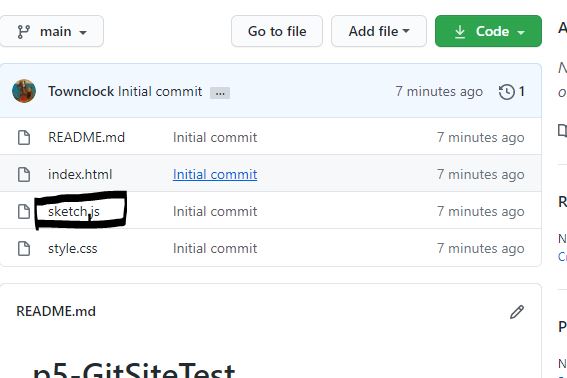 main
Go to file
Add file
Code
A
Townclock Initial commit ... 7 minutes ago 1
README.md Initial commit 7 minutes ago
index.html Initial commit 7 minutes ago
sketch.js Initial commit 7 minutes ago
style.css Initial commit 7 minutes ago
README.md
p5-GitSiteTest
N
o
R
N
C
P
N